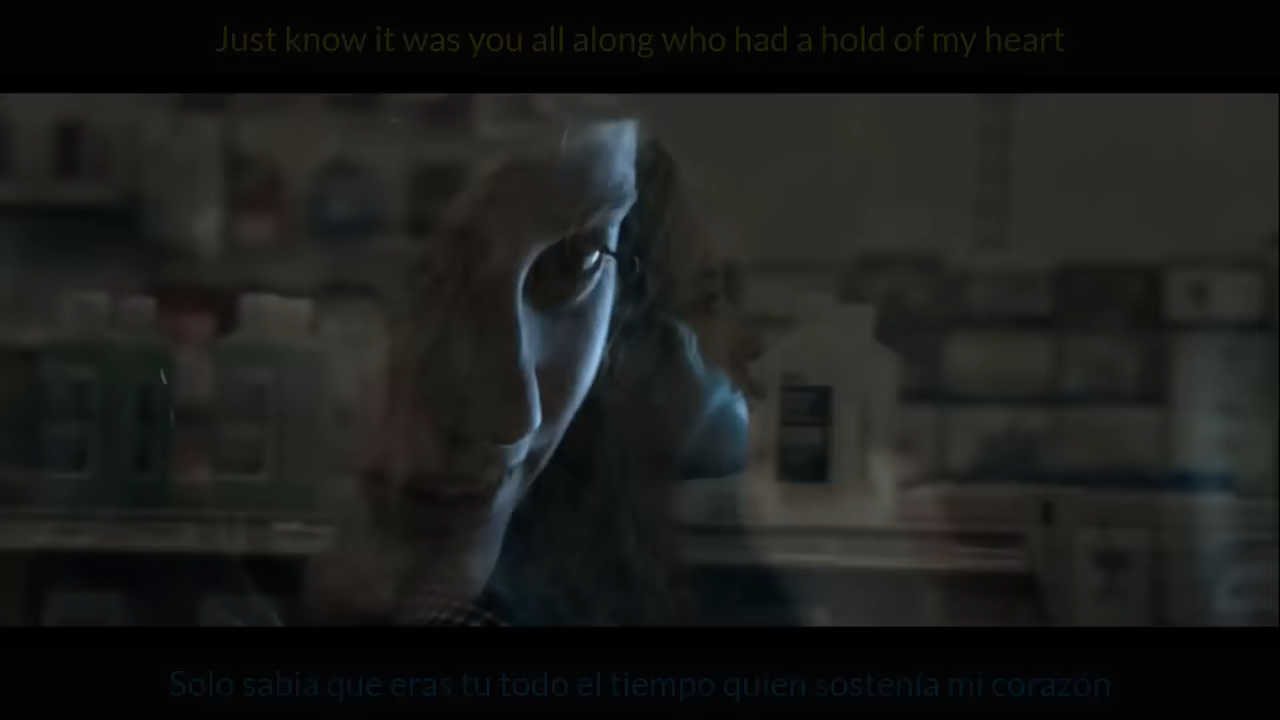 Just know it was you all along who had a hold of my heart
Solo sabia que eras tu todo el tiempo quien sostenia mi corazón